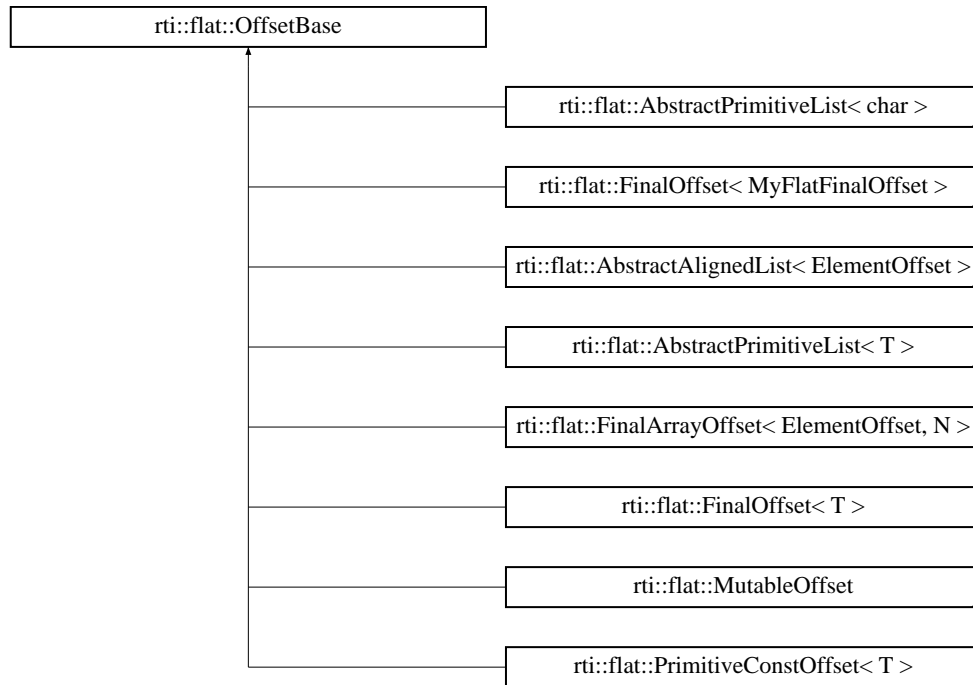 rti::flat::OffsetBase
rti::flat::AbstractPrimitiveList< char >
rti::flat::FinalOffset< MyFlatFinalOffset >
rti::flat::AbstractAlignedList< ElementOffset >
rti::flat::AbstractPrimitiveList< T >
rti::flat::FinalArrayOffset< ElementOffset, N >
rti::flat::FinalOffset< T >
rti::flat::MutableOffset
rti::flat::PrimitiveConstOffset< T >